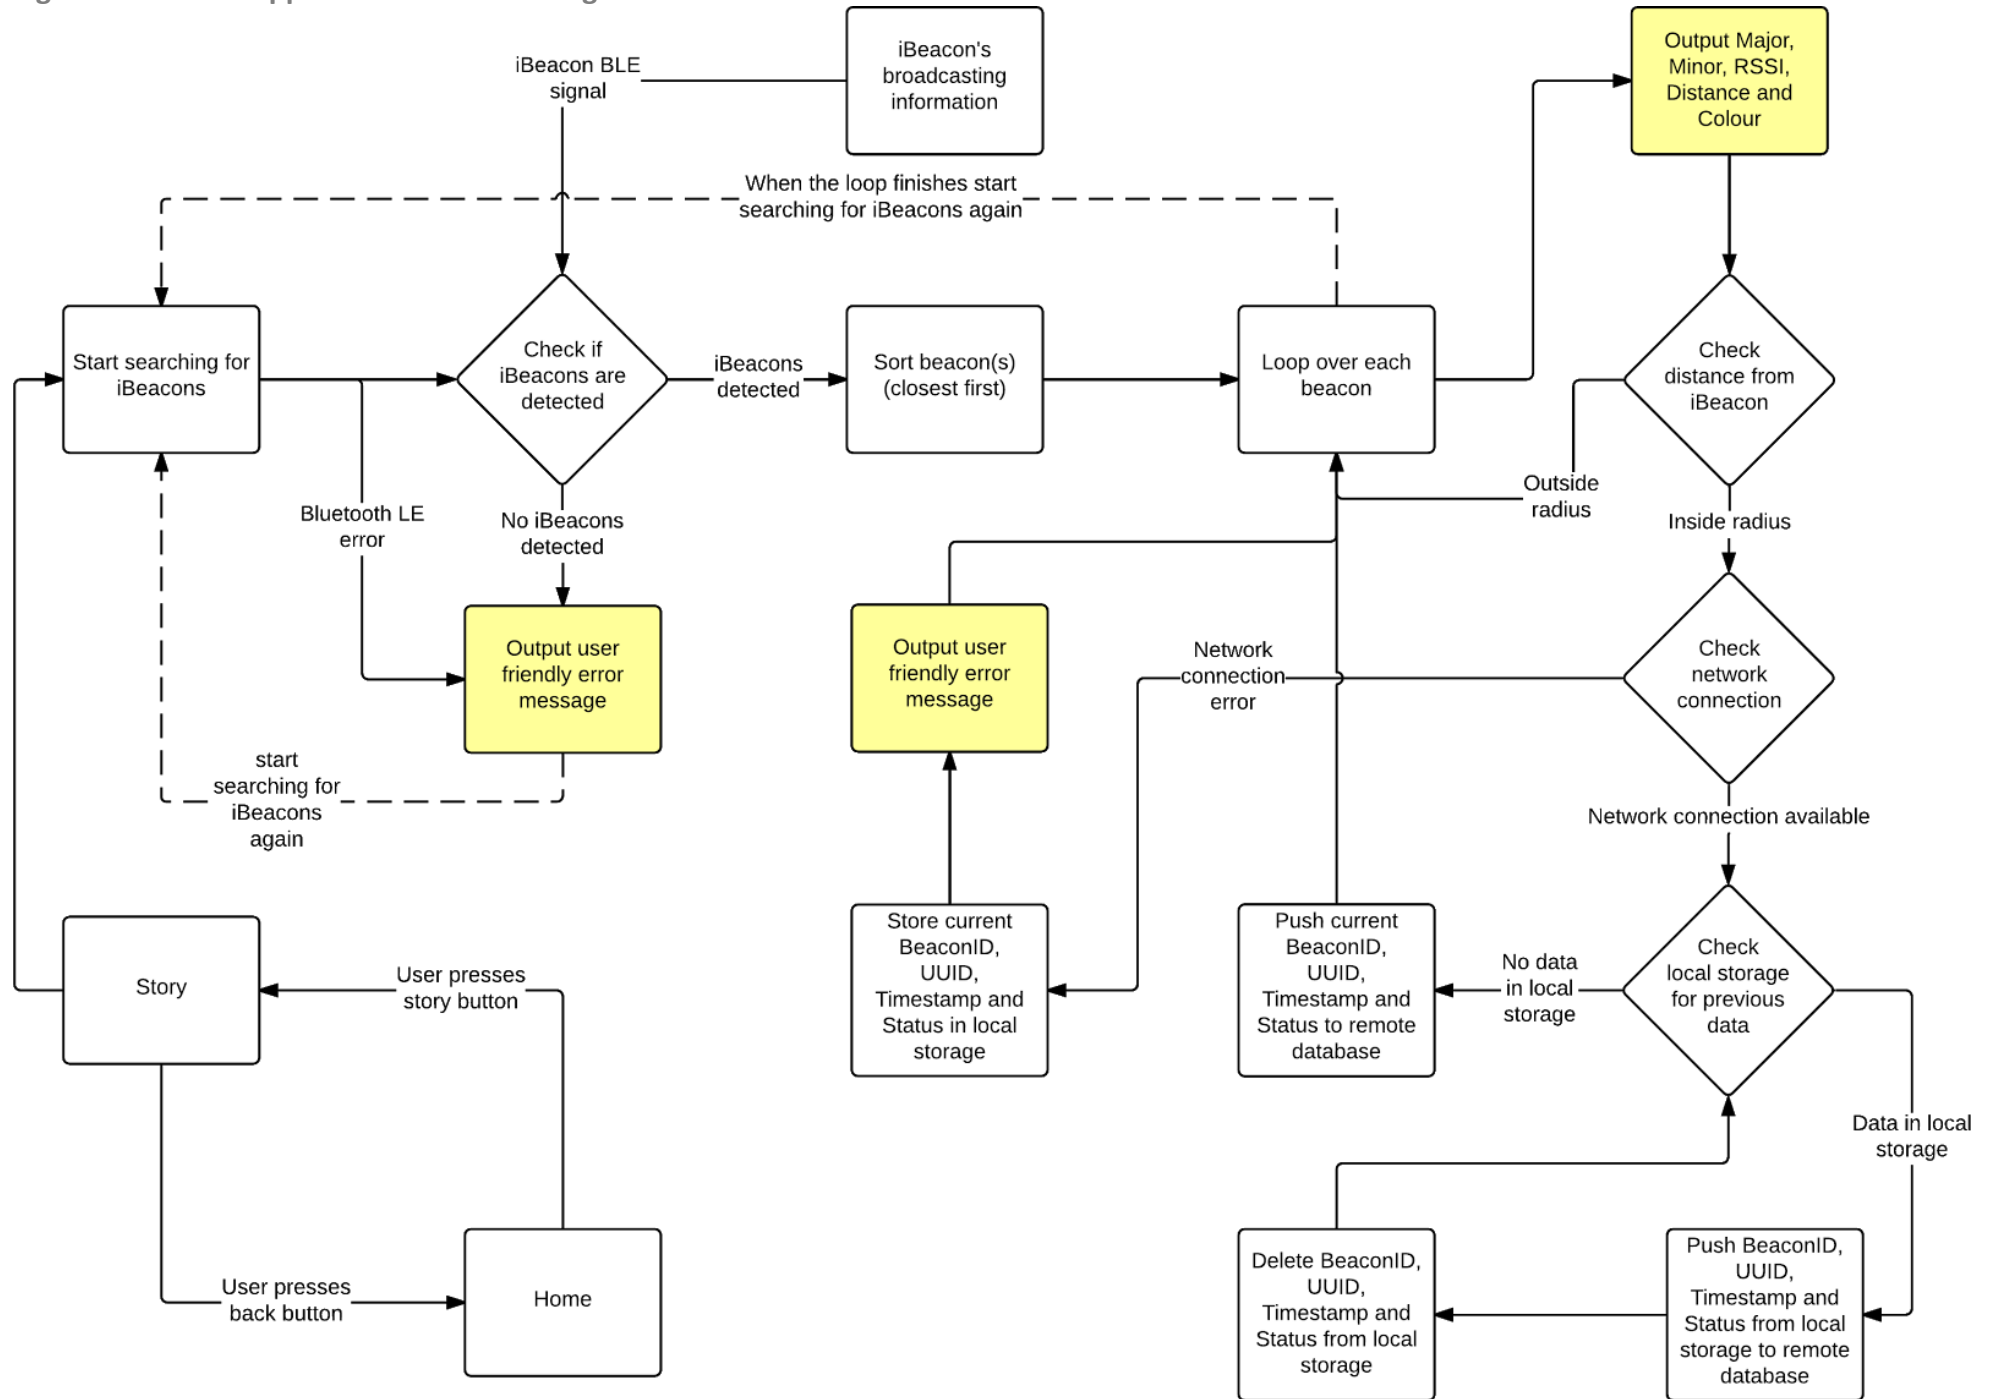 iBeacon's
broadcasting
information
Output Major,
Minor, RSSI,
Distance and
Colour
iBeacon BLE
signal
When the loop finishes start
searching for iBeacons again
Start searching for
iBeacons
Check if
iBeacons are
detected
iBeacons
detected
Sort beacon(s)
(closest first)
Loop over each
beacon
Check
distance from
iBeacon
Outside
radius
Inside radius
Bluetooth LE
error
No iBeacons
detected
Output user
friendly error
message
Output user
friendly error
message
Network
connection
error
Check
network
connection
start
searching for
iBeacons
again
Network connection available
Story
User presses
story button
Store current
BeaconID,
UUID,
Timestamp and
Status in local
storage
Push current
BeaconID,
UUID,
Timestamp and
Status to remote
database
No data
in local
storage
Check
local storage
for previous
data
Data in local
storage
User presses
back button
Home
Delete BeaconID,
UUID,
Timestamp and
Status from local
storage
Push BeaconID,
UUID,
Timestamp and
Status from local
storage to remote
database